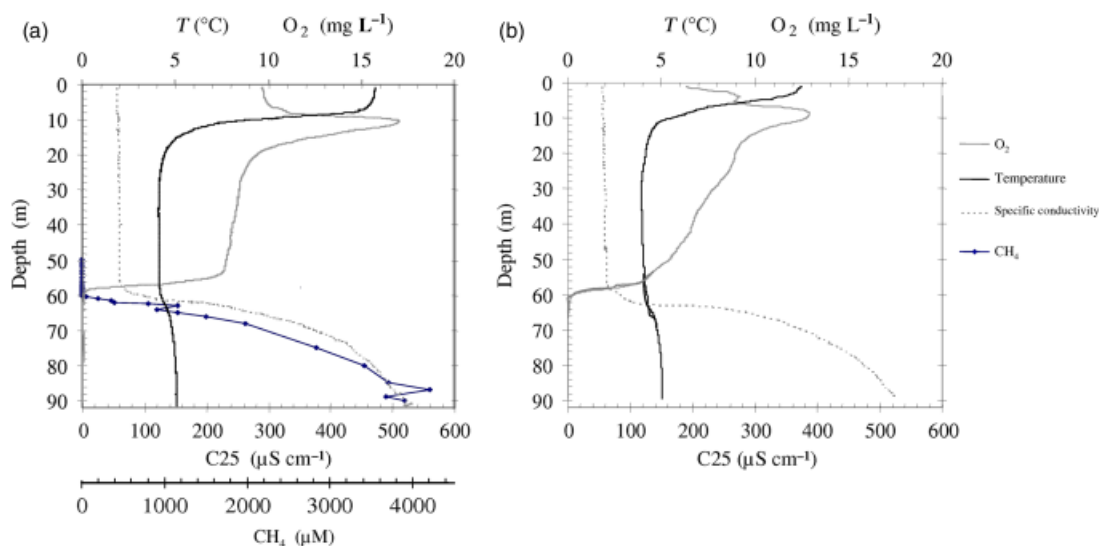 (a)
T (°C) O₂ (mg L⁻¹)
0 5 10 15 20
0
10
20
30
40
50
60
70
80
90
Depth (m)
0 100 200 300 400 500 600
C25 (µS cm⁻¹)
0 1000 2000 3000 4000
CH₄ (µM)
(b)
T (°C) O₂ (mg L⁻¹)
0 5 10 15 20
0
10
20
30
40
50
60
70
80
90
Depth (m)
0 100 200 300 400 500 600
C25 (µS cm⁻¹)
O₂
Temperature
Specific conductivity
CH₄